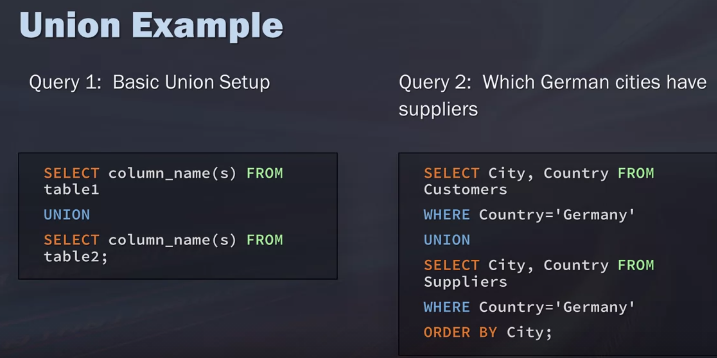 Union Example
Query 1: Basic Union Setup
SELECT column_name(s) FROM
table1
UNION
SELECT column_name(s) FROM
table2;
Query 2: Which German cities have
suppliers
SELECT City, Country FROM
Customers
WHERE Country='Germany'
UNION
SELECT City, Country FROM
Suppliers
WHERE Country='Germany'
ORDER BY City;